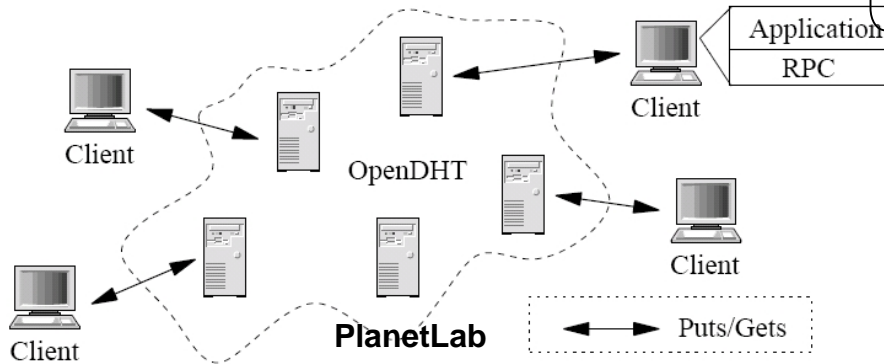 Application
RPC
Client
Client
OpenDHT
Client
Client
PlanetLab
Puts/Gets